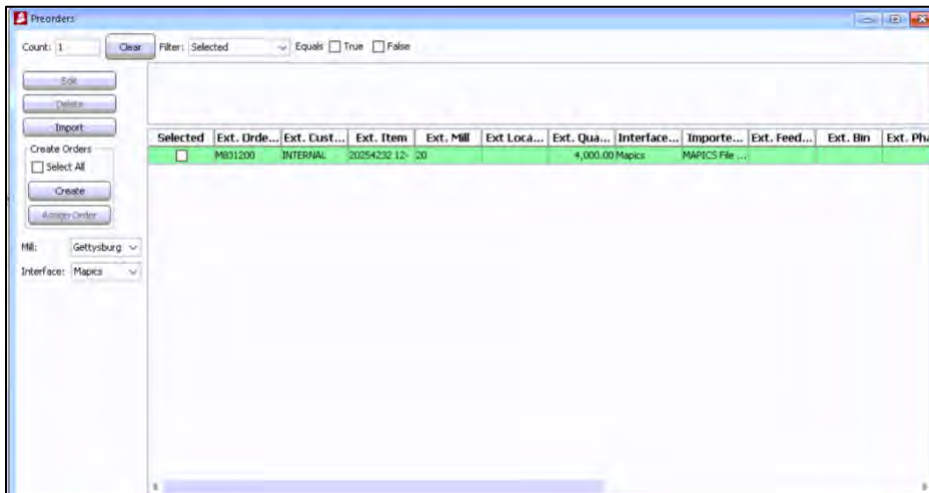 Preorders
Count: 1 Clear Filter: Selected Equals True False
Edit
Delete
Import
Create Orders
Select All
Create
Assign Order
Mill: Gettysburg
Interface: Mapics
Selected Ext. Orde... Ext. Cust... Ext. Item Ext. Mill Ext Loca... Ext. Qua... Interface... Importe... Ext. Feed... Ext. Bin Ext. Pha
M801200 INTERNAL 20254232 12- 20 4,000.00 Mapics MAPICS File ...